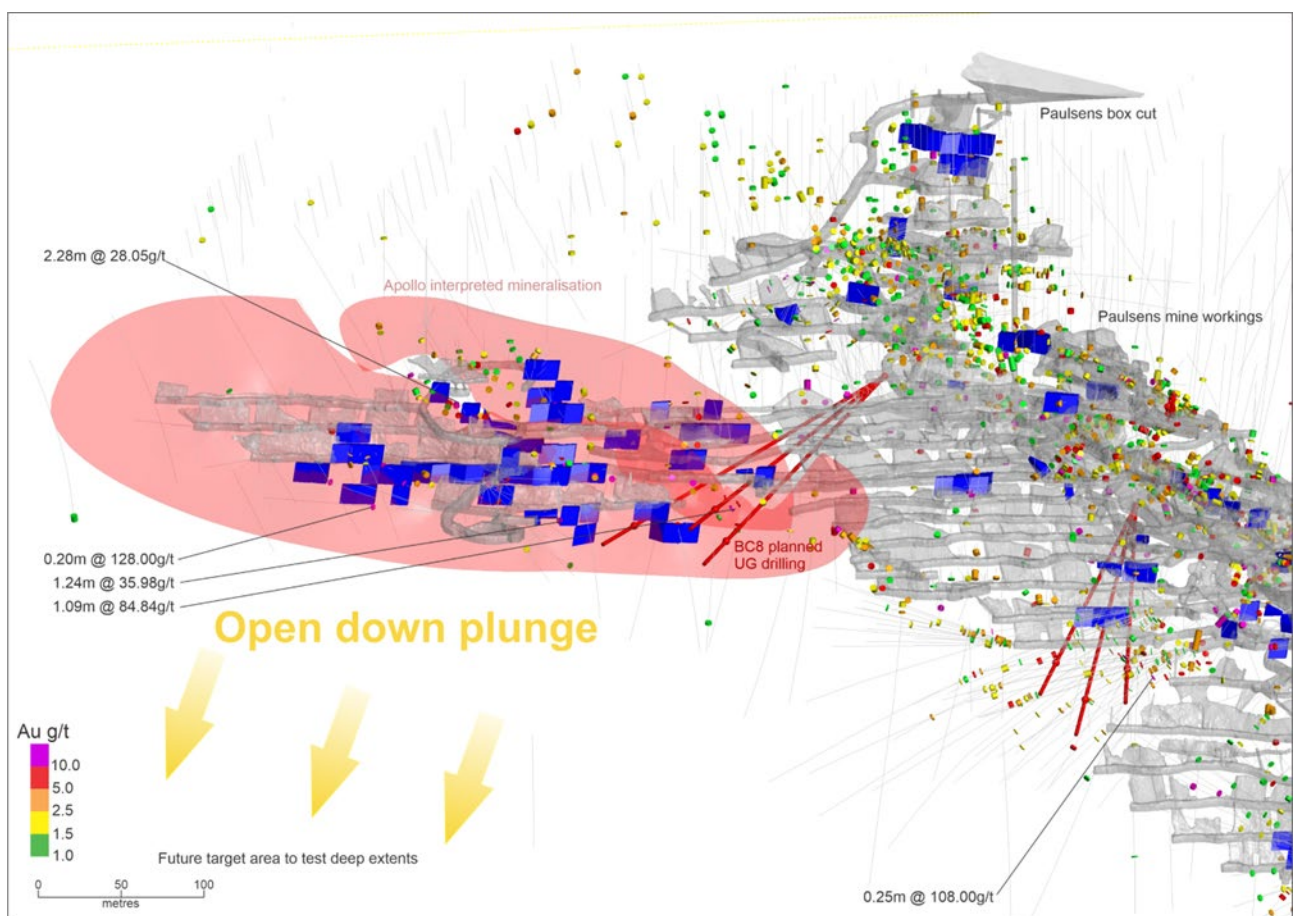 Paulsens box cut
2.28m @ 28.05g/t
Apollo interpreted mineralisation
Paulsens mine workings
BC8 planned
UG drilling
0.20m @ 128.00g/t
1.24m @ 35.98g/t
1.09m @ 84.84g/t
Open down plunge
Au g/t
10.0
5.0
2.5
1.5
1.0
Future target area to test deep extents
0 50 100
metres
0.25m @ 108.00g/t